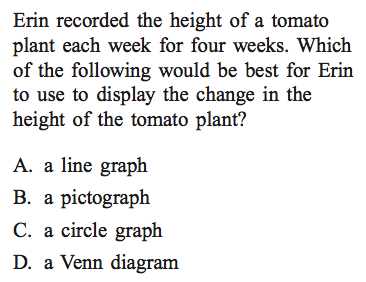 Erin recorded the height of a tomato
plant each week for four weeks. Which
of the following would be best for Erin
to use to display the change in the
height of the tomato plant?
A. a line graph
B. a pictograph
C. a circle graph
D. a Venn diagram